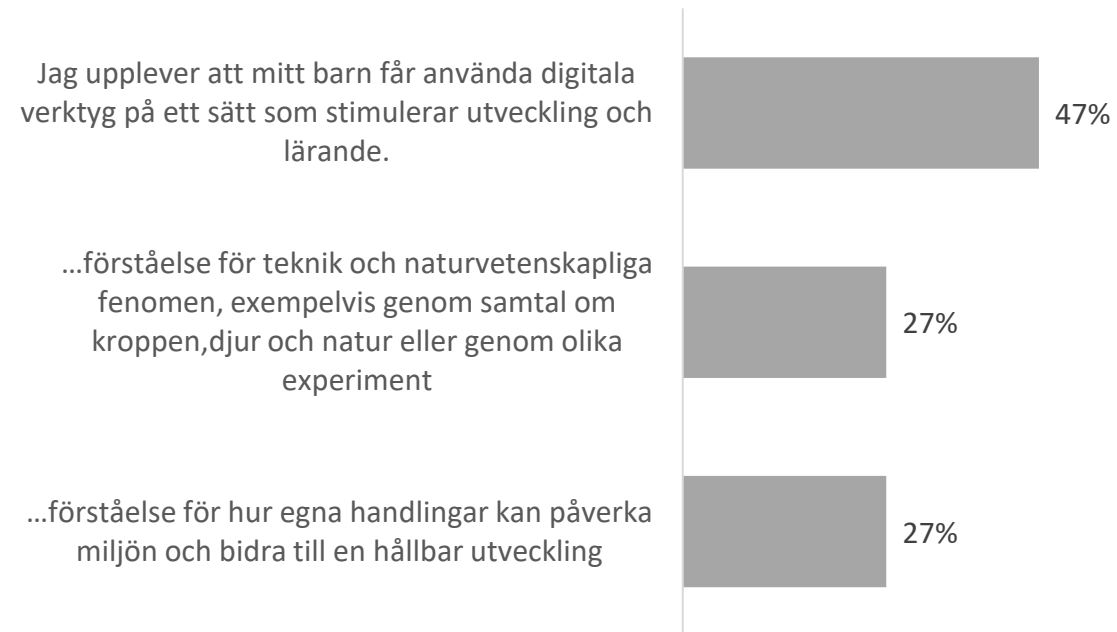 Jag upplever att mitt barn får använda digitala
verktyg på ett sätt som stimulerar utveckling och
lärande.
47%
…förståelse för teknik och naturvetenskapliga
fenomen, exempelvis genom samtal om
kroppen,djur och natur eller genom olika
experiment
27%
…förståelse för hur egna handlingar kan påverka
miljön och bidra till en hållbar utveckling
27%